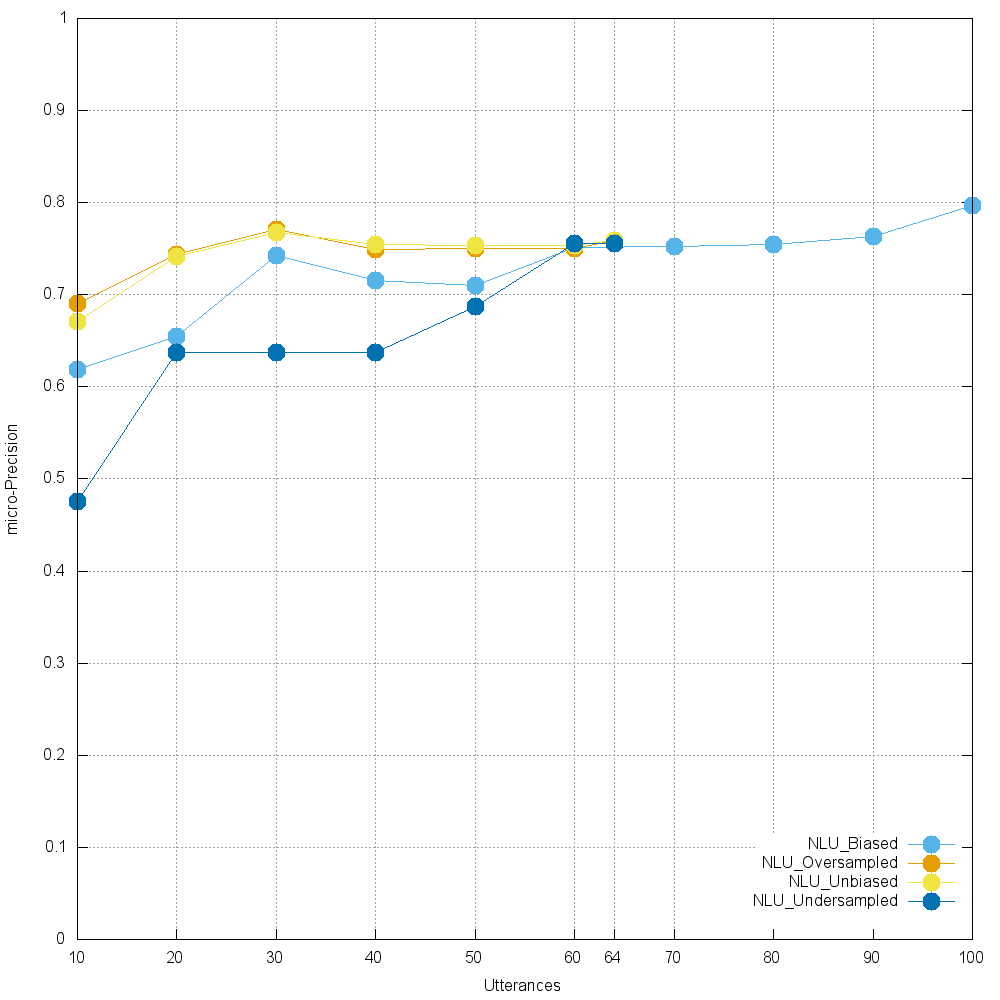 1
0.9
0.8
0.7
0.6
0.5
0.4
0.3
0.2
0.1
0
micro-Precision
NLU_Biased
NLU_Oversampled
NLU_Unbiased
NLU_Undersampled
10 20 30 40 50 60 64 70 80 90 100
Utterances